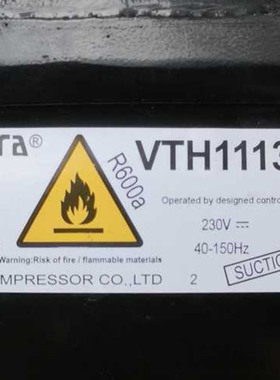 ra®
VTH1113
R600a
Operated by designed contro
230V
40-150Hz
Warning:Risk of fire / flammable materials
MPRESSOR CO.,LTD
2
SUCTIO